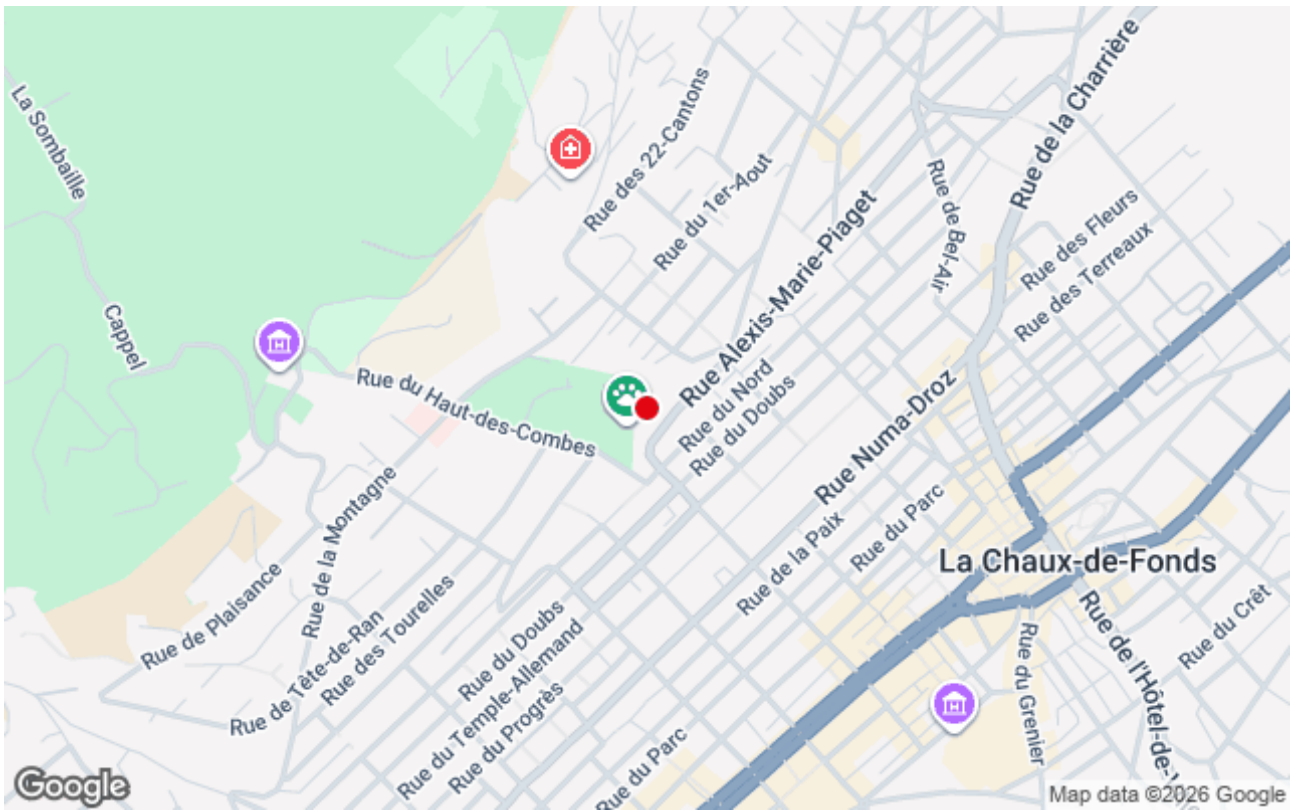 La Sombaille
Cappel
Rue des 22-Cantons
Rue du 1er-Aout
Rue Alexis-Marie-Piaget
Rue de Bel-Air
Rue de la Charrière
Rue des Fleurs
Rue des Terreaux
Rue du Haut-des-Combes
Rue du Nord
Rue du Doubs
Rue Numa-Droz
Rue du Parc
Rue de la Paix
La Chaux-de-Fonds
Rue de la Montagne
Rue de Plaisance
Rue de Tête-de-Ran
Rue des Tourelles
Rue du Doubs
Rue du Temple-Allemand
Rue du Progrès
Rue du Parc
Rue du Grenier
Rue de l'Hôtel-de-
Rue du Crêt
H
H
Google
Map data ©2026 Google